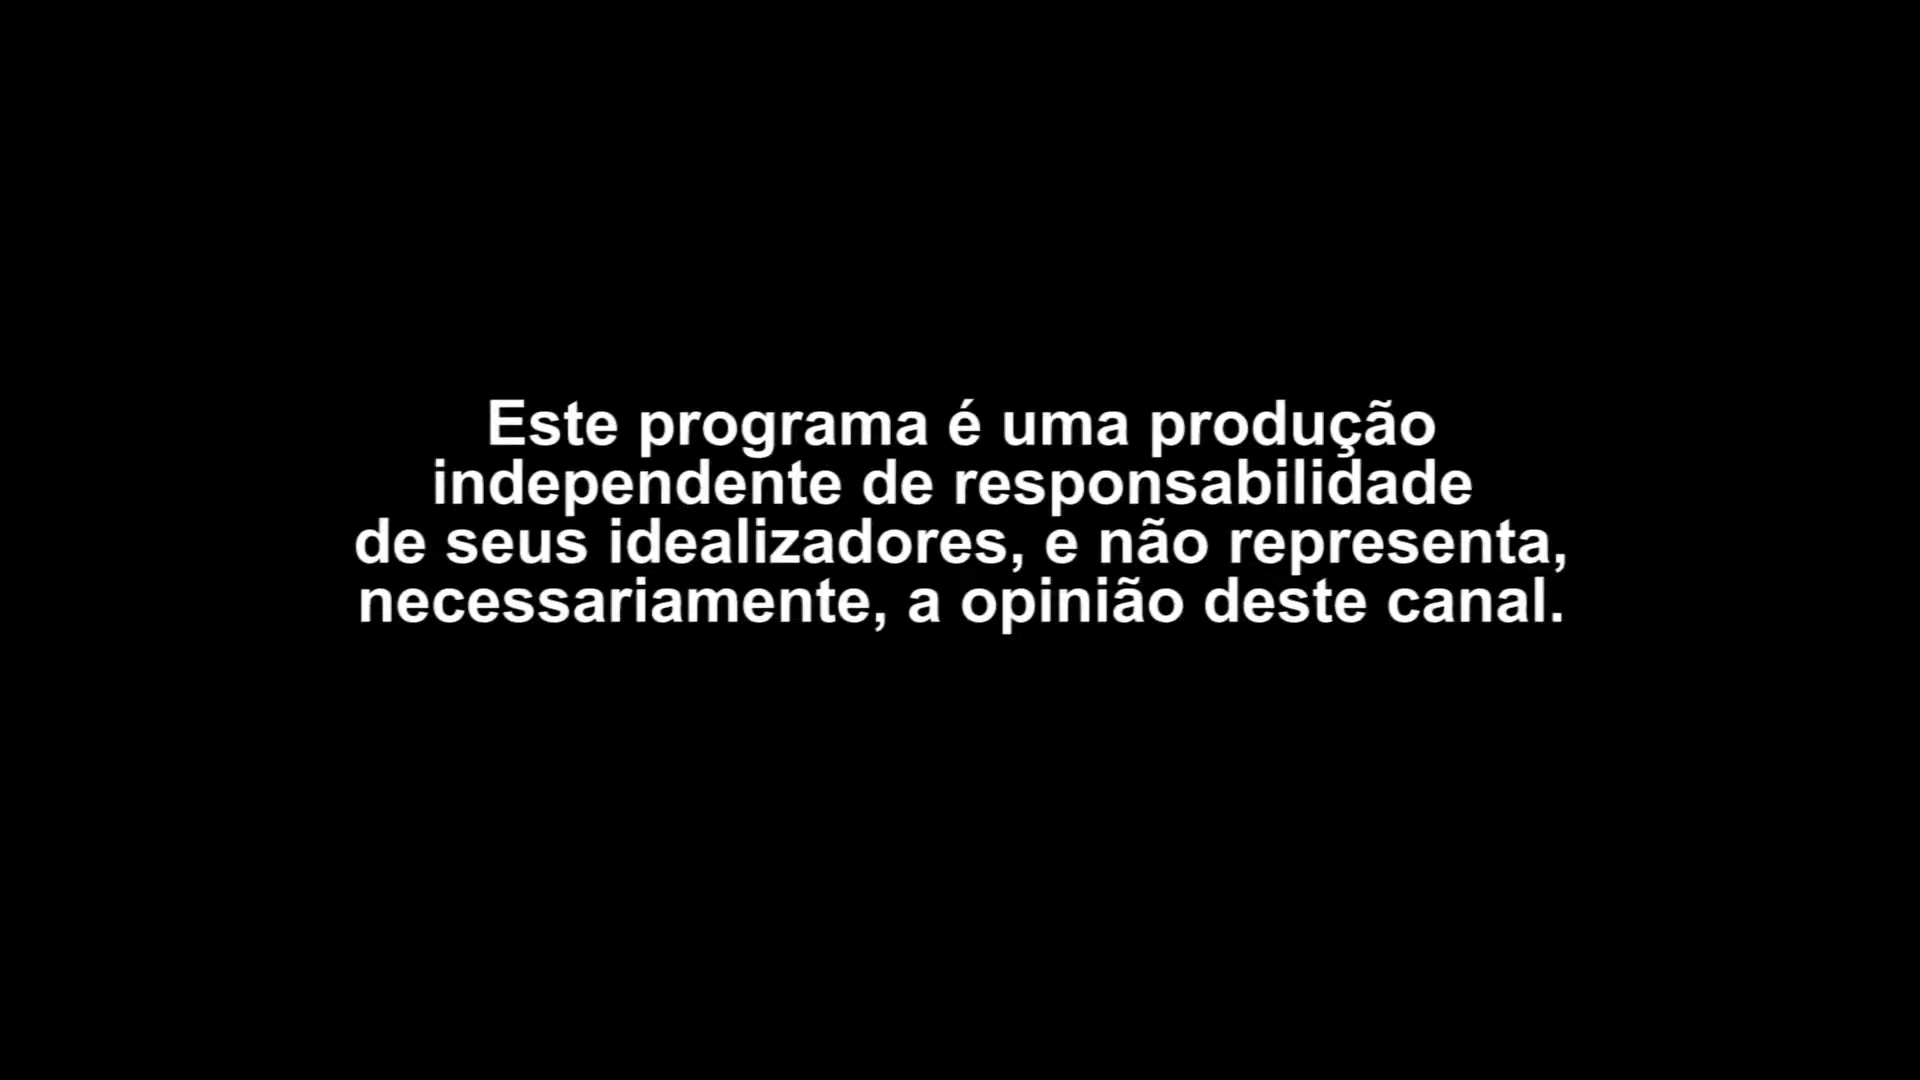 Este programa é uma produção
independente de responsabilidade
de seus idealizadores, e não representa,
necessariamente, a opinião deste canal.